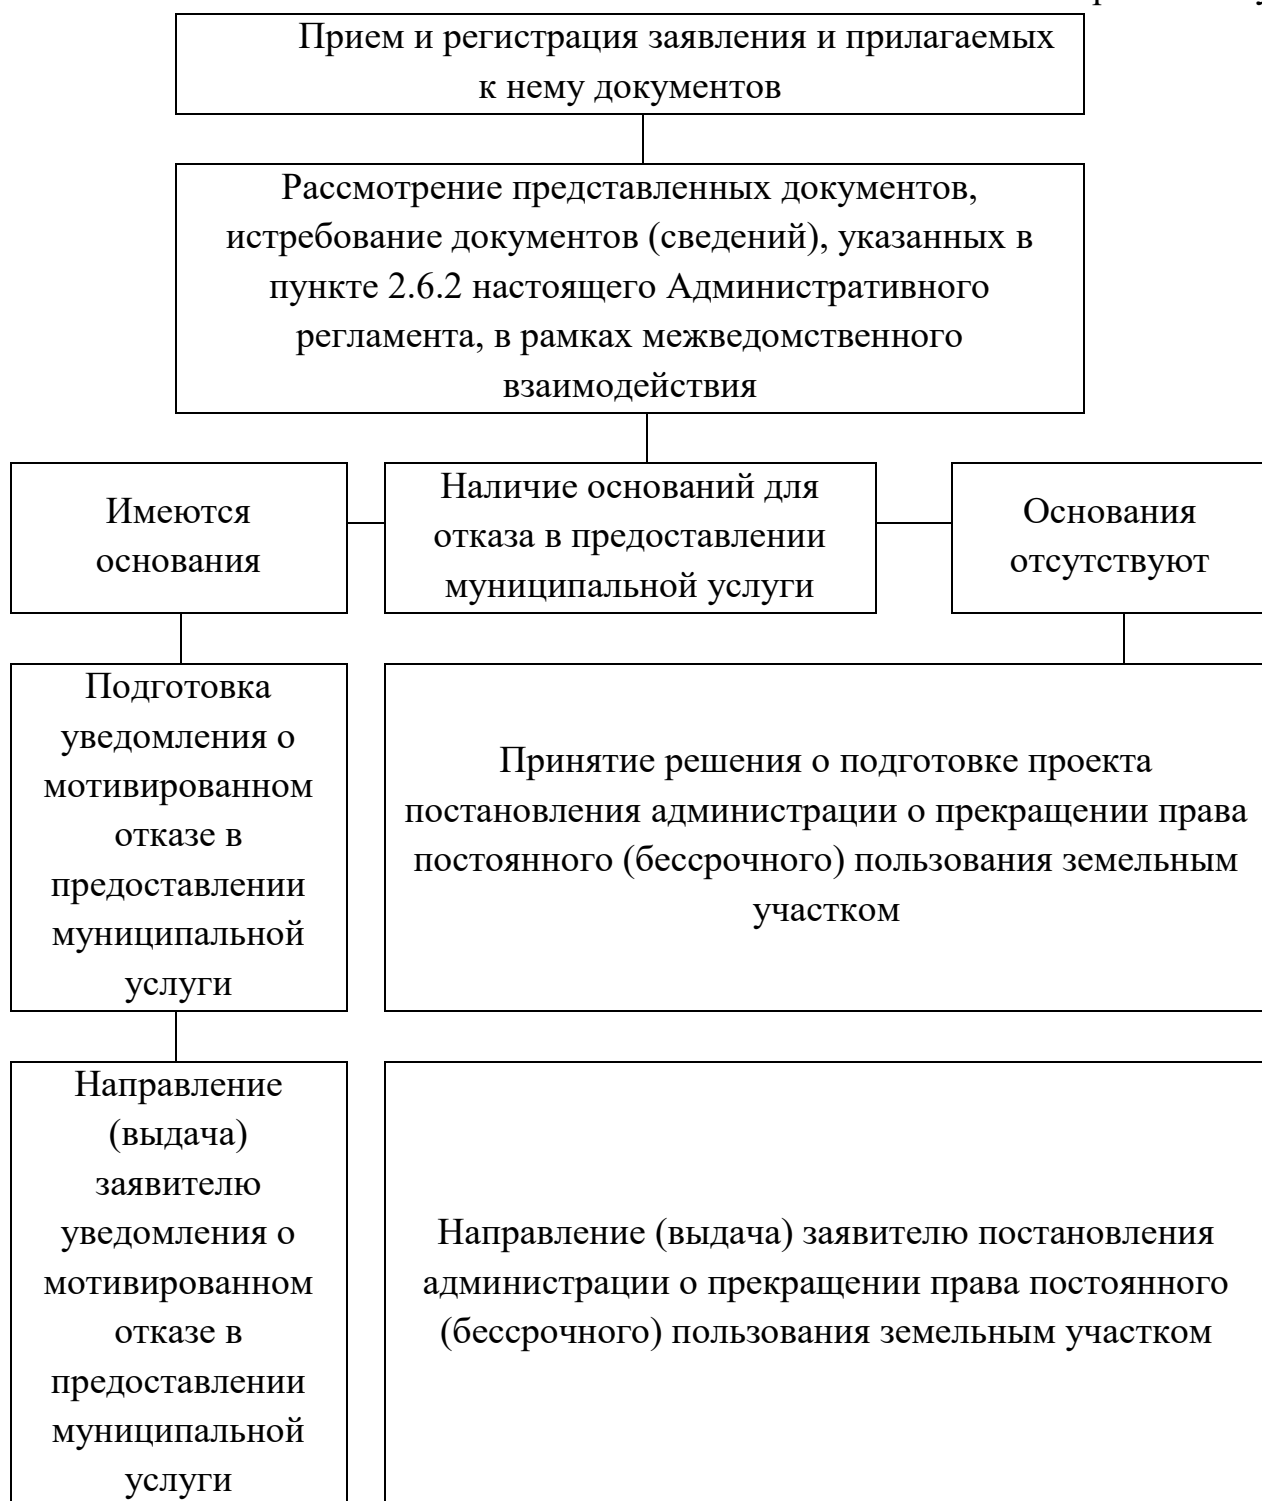 Прием и регистрация заявления и прилагаемых
к нему документов
Рассмотрение представленных документов,
истребование документов (сведений), указанных в
пункте 2.6.2 настоящего Административного
регламента, в рамках межведомственного
взаимодействия
Имеются
основания
Наличие оснований для
отказа в предоставлении
муниципальной услуги
Основания
отсутствуют
Подготовка
уведомления о
мотивированном
отказе в
предоставлении
муниципальной
услуги
Принятие решения о подготовке проекта
постановления администрации о прекращении права
постоянного (бессрочного) пользования земельным
участком
Направление
(выдача)
заявителю
уведомления о
мотивированном
отказе в
предоставлении
муниципальной
услуги
Направление (выдача) заявителю постановления
администрации о прекращении права постоянного
(бессрочного) пользования земельным участком